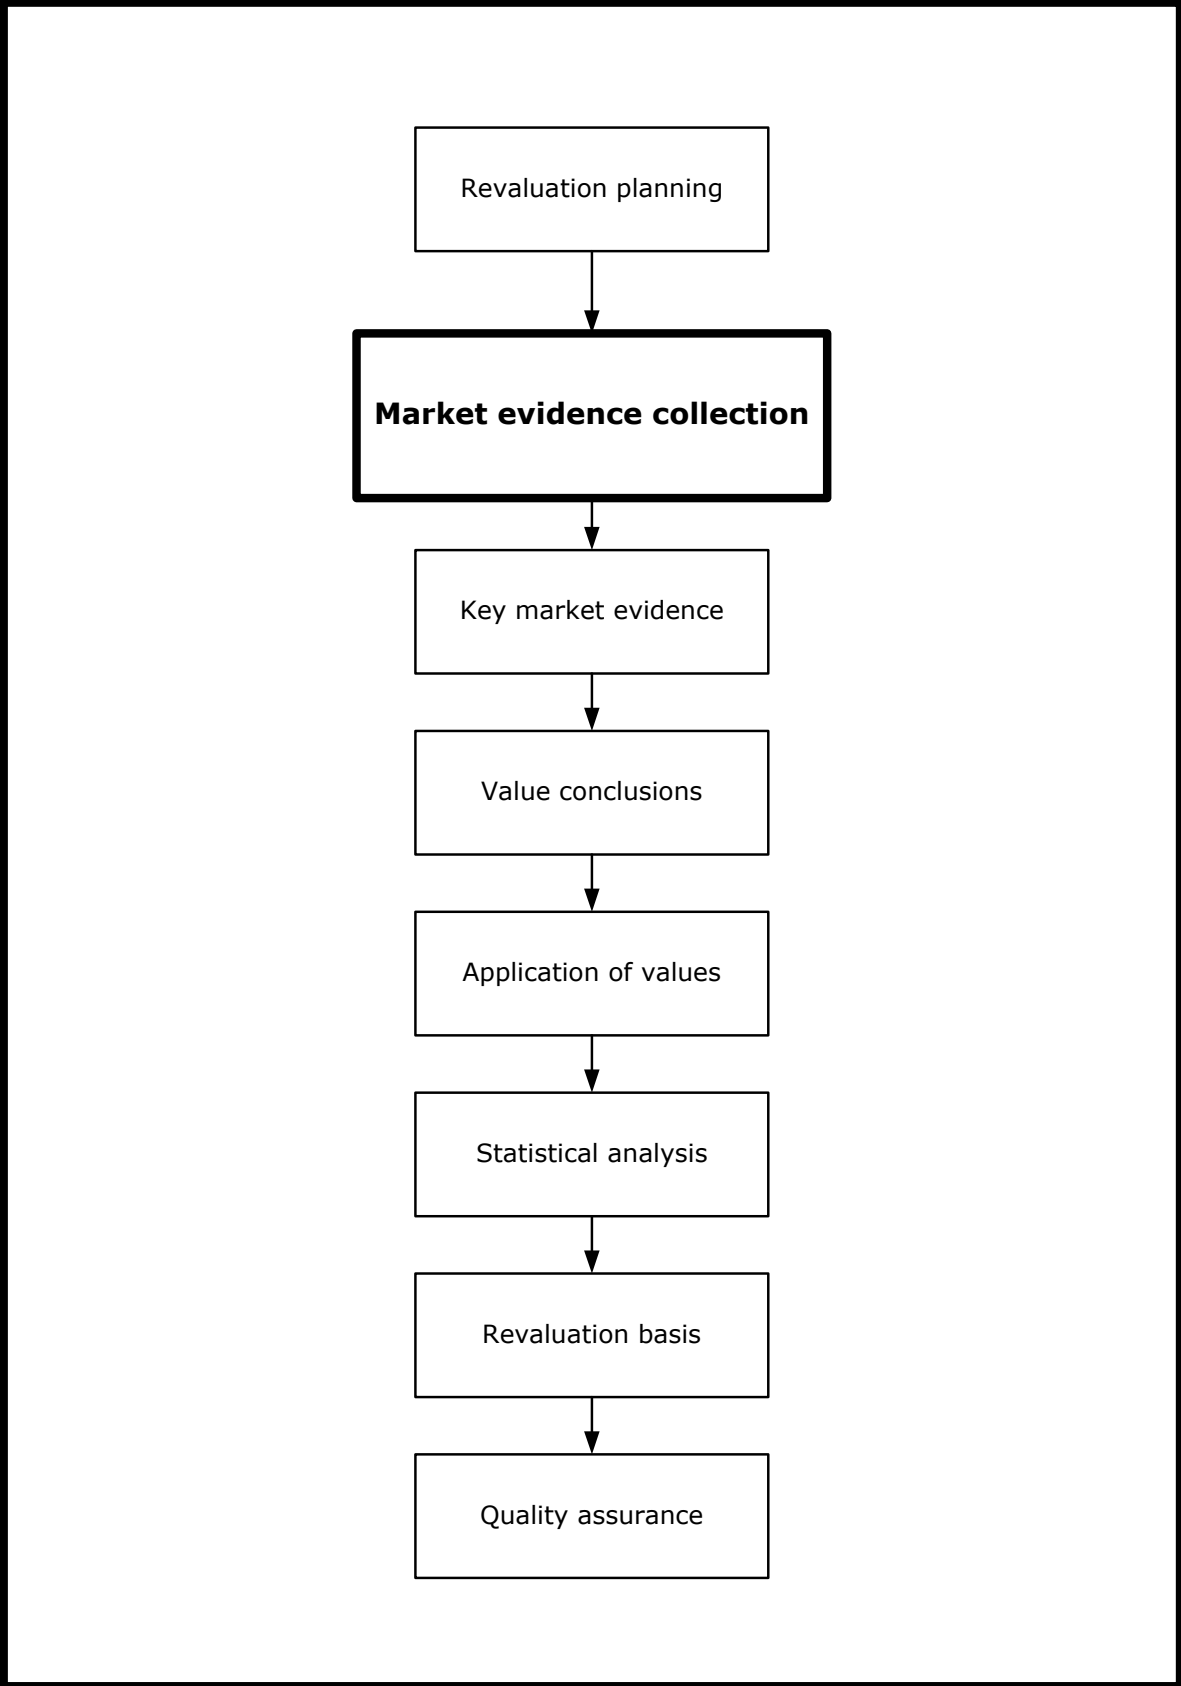 Revaluation planning
Market evidence collection
Key market evidence
Value conclusions
Application of values
Statistical analysis
Revaluation basis
Quality assurance